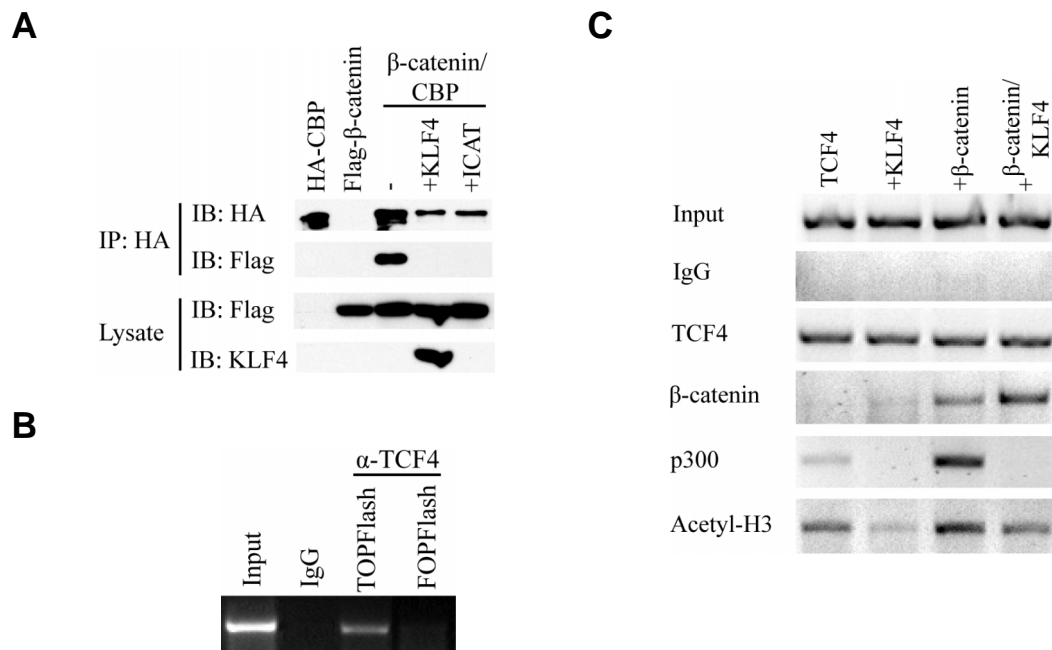 A
β-catenin/
CBP
HA-CBP
Flag-β-catenin
-
+KLF4
+ICAT
IP: HA
IB: HA
IB: Flag
Lysate
IB: Flag
IB: KLF4
B
α-TCF4
Input
IgG
TOPFlash
FOPFlash
C
TCF4
+KLF4
+β-catenin
+β-catenin/
KLF4
Input
IgG
TCF4
β-catenin
p300
Acetyl-H3